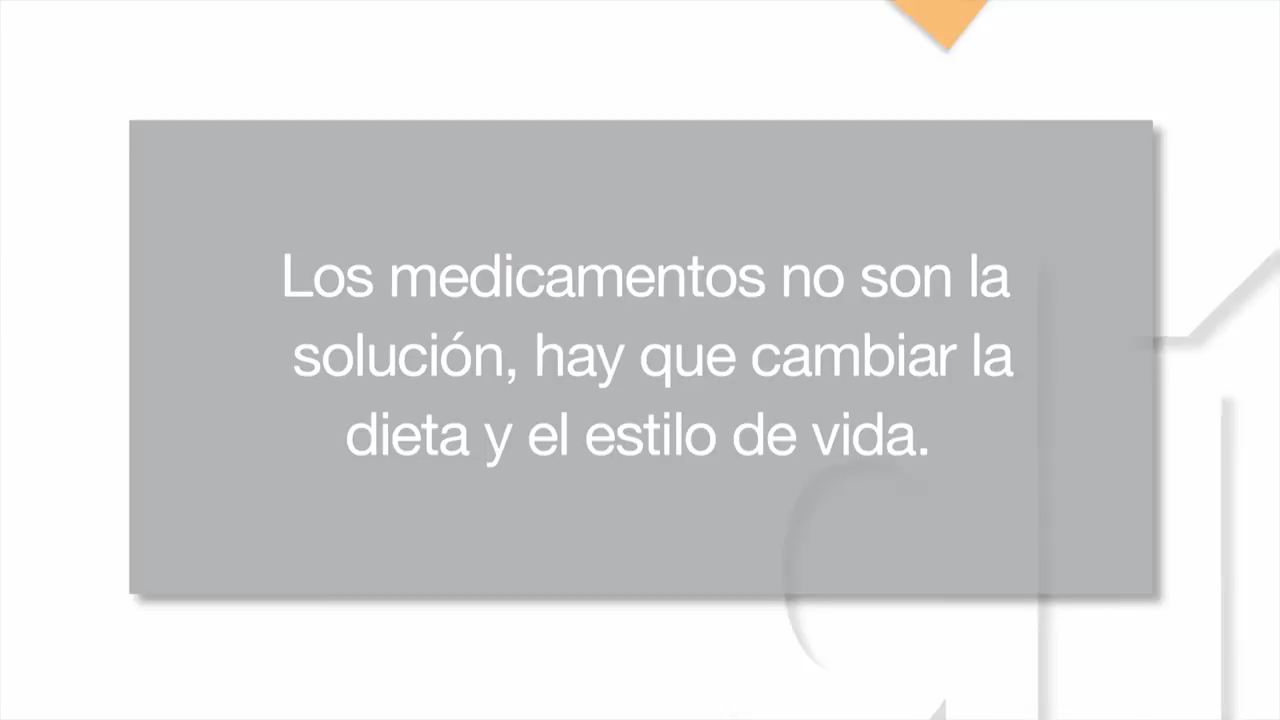 Los medicamentos no son la
solución, hay que cambiar la
dieta y el estilo de vida.